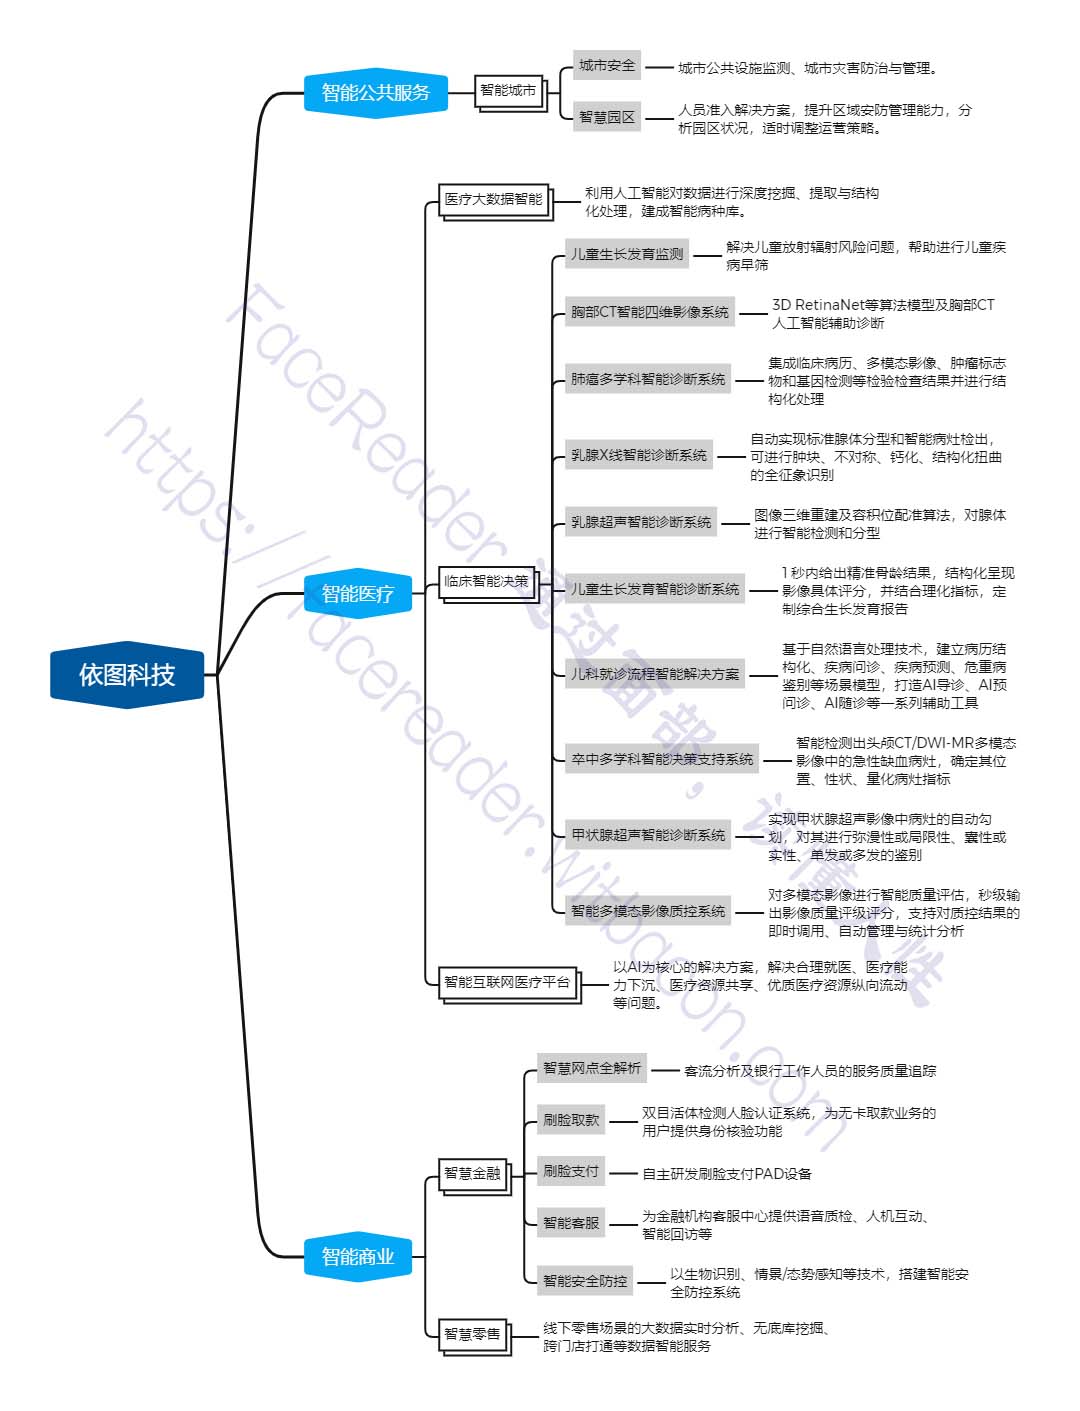 依图科技
智能公共服务
智能城市
城市安全
城市公共设施监测、城市灾害防治与管理。
智慧园区
人员准入解决方案，提升区域安防管理能力，分
析园区状况，适时调整运营策略。
智能医疗
医疗大数据智能
利用人工智能对数据进行深度挖掘、提取与结构
化处理，建成智能病种库。
临床智能决策
儿童生长发育监测
解决儿童放射辐射风险问题，帮助进行儿童疾
病早筛
胸部CT智能四维影像系统
3D RetinaNet等算法模型及胸部CT
人工智能辅助诊断
肺癌多学科智能诊断系统
集成临床病历、多模态影像、肿瘤标志
物和基因检测等检验检查结果并进行结
构化处理
乳腺X线智能诊断系统
自动实现标准腺体分型和智能病灶检出，
可进行肿块、不对称、钙化、结构化扭曲
的全征象识别
乳腺超声智能诊断系统
图像三维重建及容积位配准算法，对腺体
进行智能检测和分型
儿童生长发育智能诊断系统
1 秒内给出精准骨龄结果，结构化呈现
影像具体评分，并结合理化指标，定
制综合生长发育报告
儿科就诊流程智能解决方案
基于自然语言处理技术，建立病历结
构化、疾病问诊、疾病预测、危重病
鉴别等场景模型，打造AI导诊、AI预
问诊、AI随诊等一系列辅助工具
卒中多学科智能决策支持系统
智能检测出头颅CT/DWI-MR多模态
影像中的急性缺血病灶，确定其位
置、性状、量化病灶指标
甲状腺超声智能诊断系统
实现甲状腺超声影像中病灶的自动勾
划，对其进行弥漫性或局限性、囊性或
实性、单发或多发的鉴别
智能多模态影像质控系统
对多模态影像进行智能质量评估，秒级输
出影像质量评级评分，支持对质控结果的
即时调用、自动管理与统计分析
智能互联网医疗平台
以AI为核心的解决方案，解决合理就医、医疗能
力下沉、医疗资源共享、优质医疗资源纵向流动
等问题。
智能商业
智慧金融
智慧网点全解析
客流分析及银行工作人员的服务质量追踪
刷脸取款
双目活体检测人脸认证系统，为无卡取款业务的
用户提供身份核验功能
刷脸支付
自主研发刷脸支付PAD设备
智能客服
为金融机构客服中心提供语音质检、人机互动、
智能回访等
智能安全防控
以生物识别、情景/态势感知等技术，搭建智能安
全防控系统
智慧零售
线下零售场景的大数据实时分析、无底库挖掘、
跨门店打通等数据智能服务
FaceReader 通过面部，读懂人性
https://facereader.witbacon.com